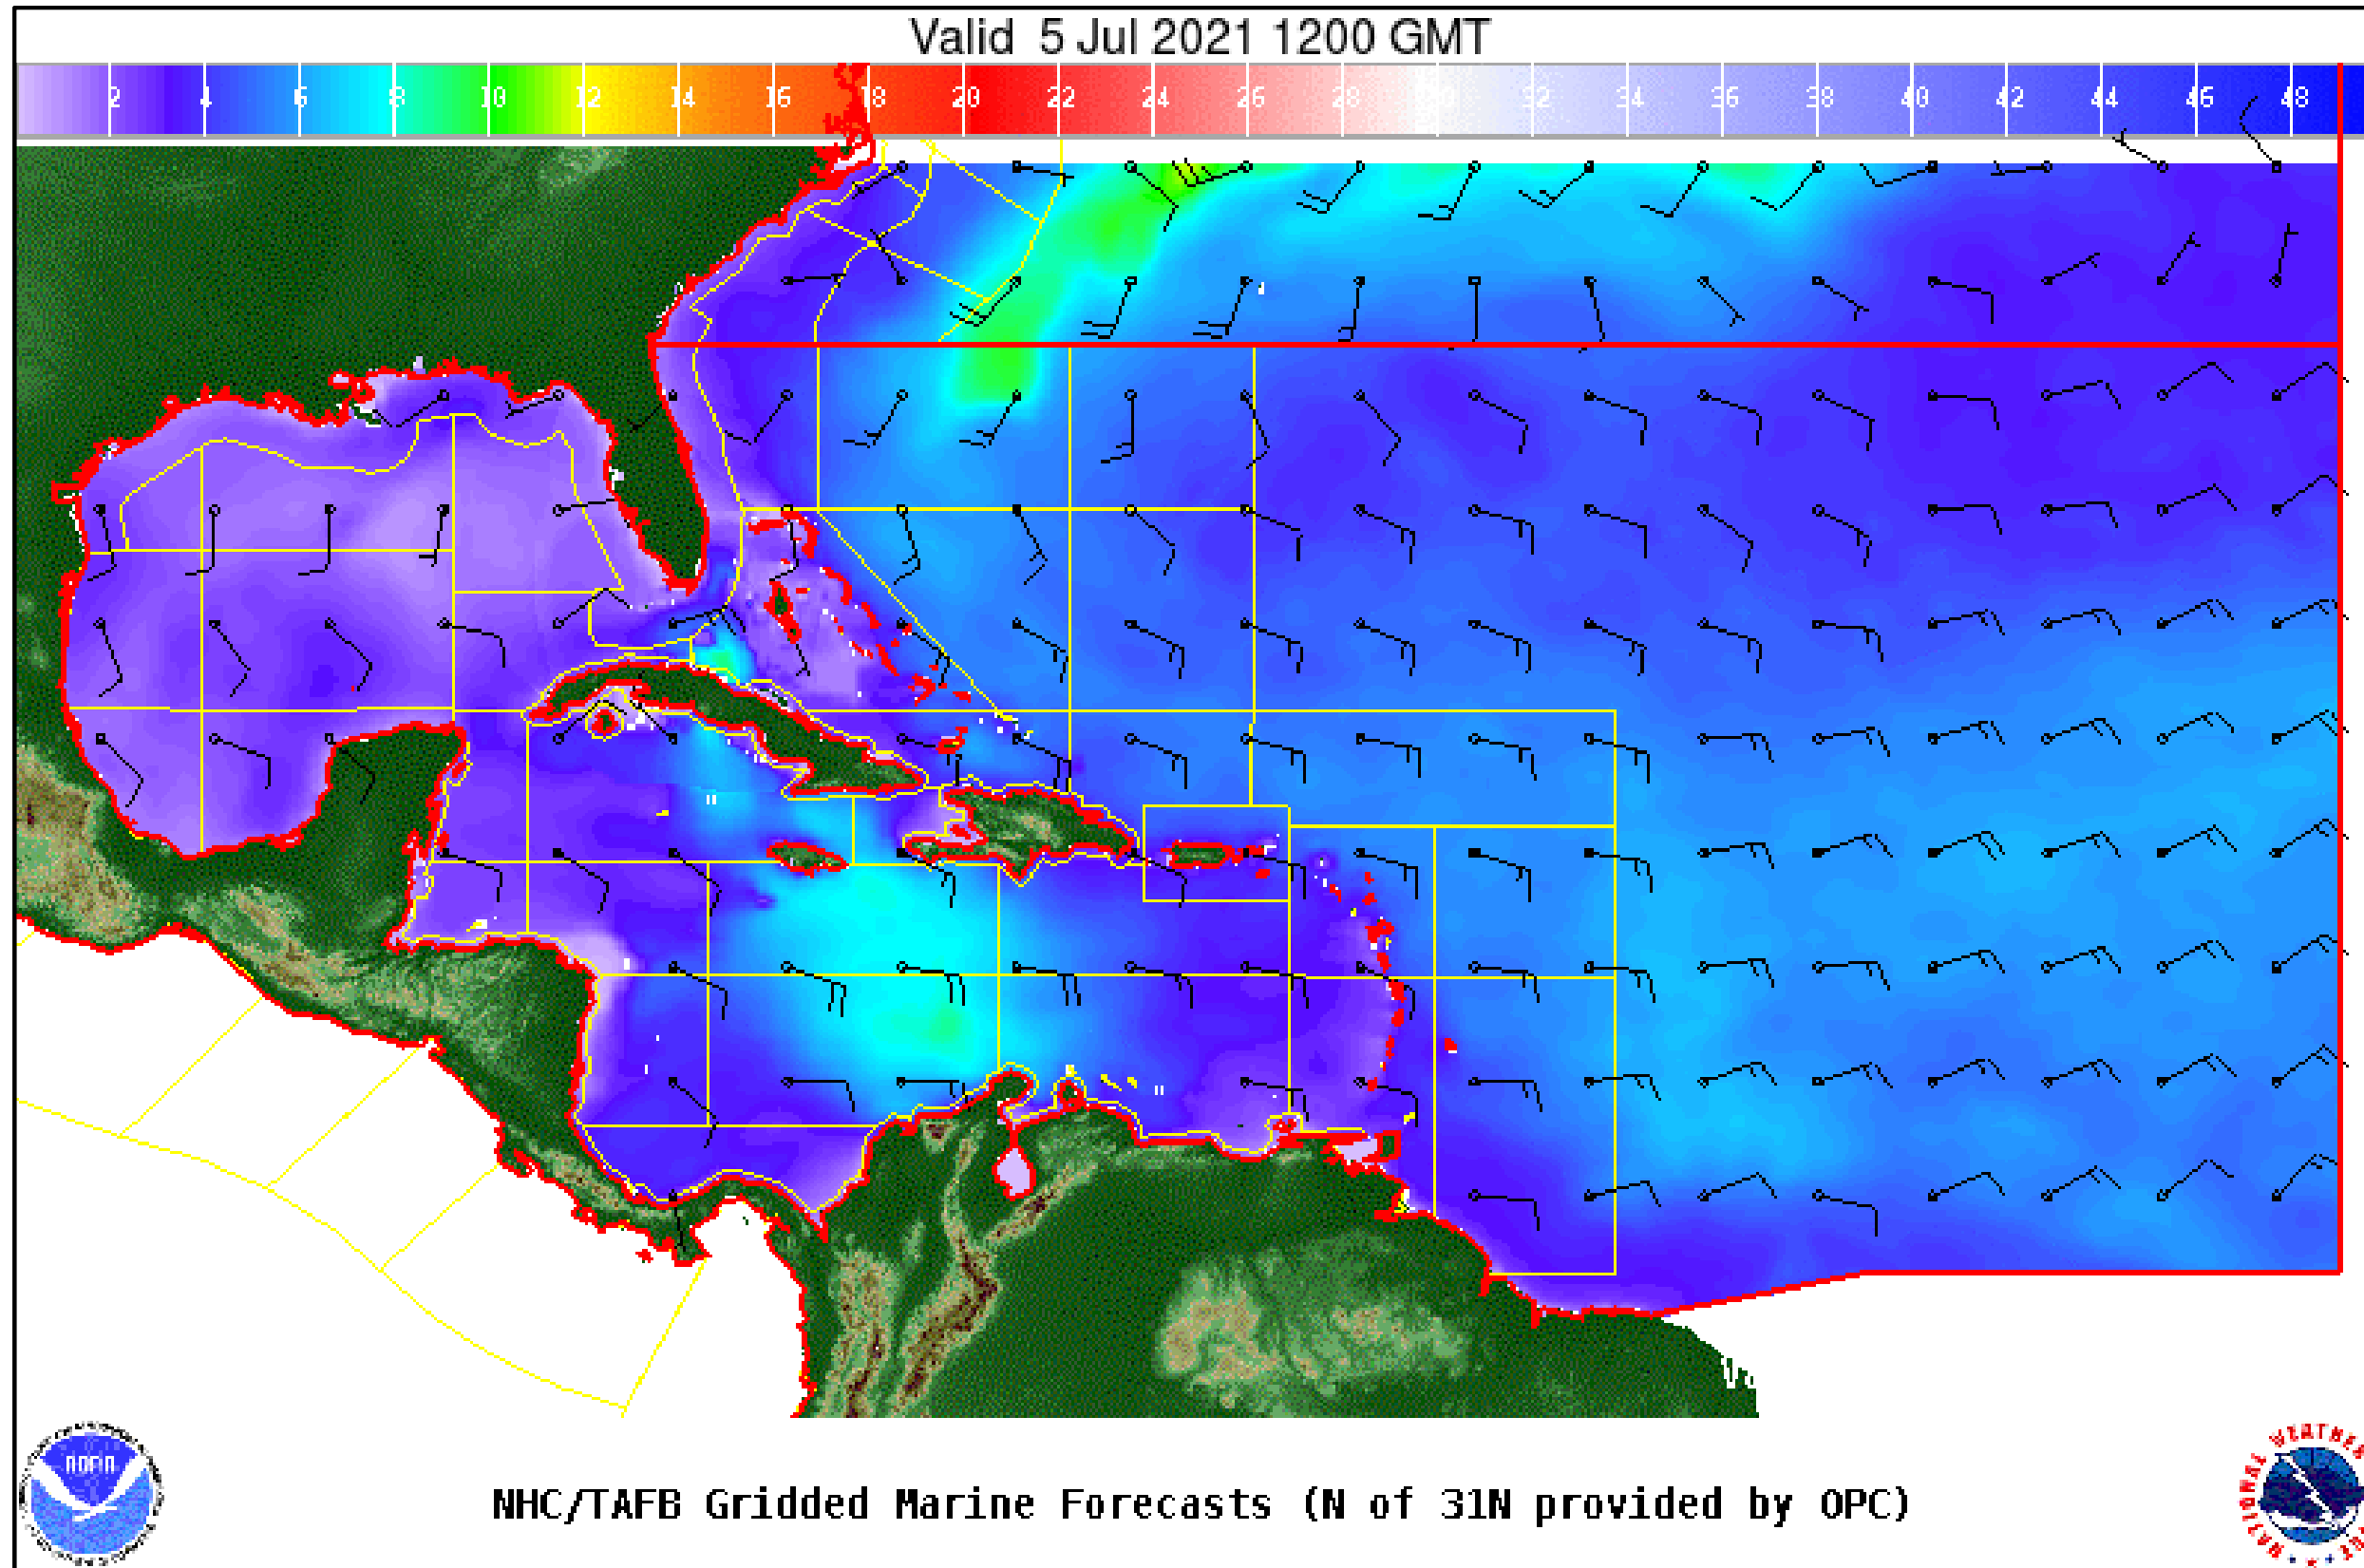 Valid 5 Jul 2021 1200 GMT
2 4 6 8 10 12 14 16 18 20 22 24 26 28 30 32 34 36 38 40 42 44 46 48
NHC/TAFB Gridded Marine Forecasts (N of 31N provided by OPC)